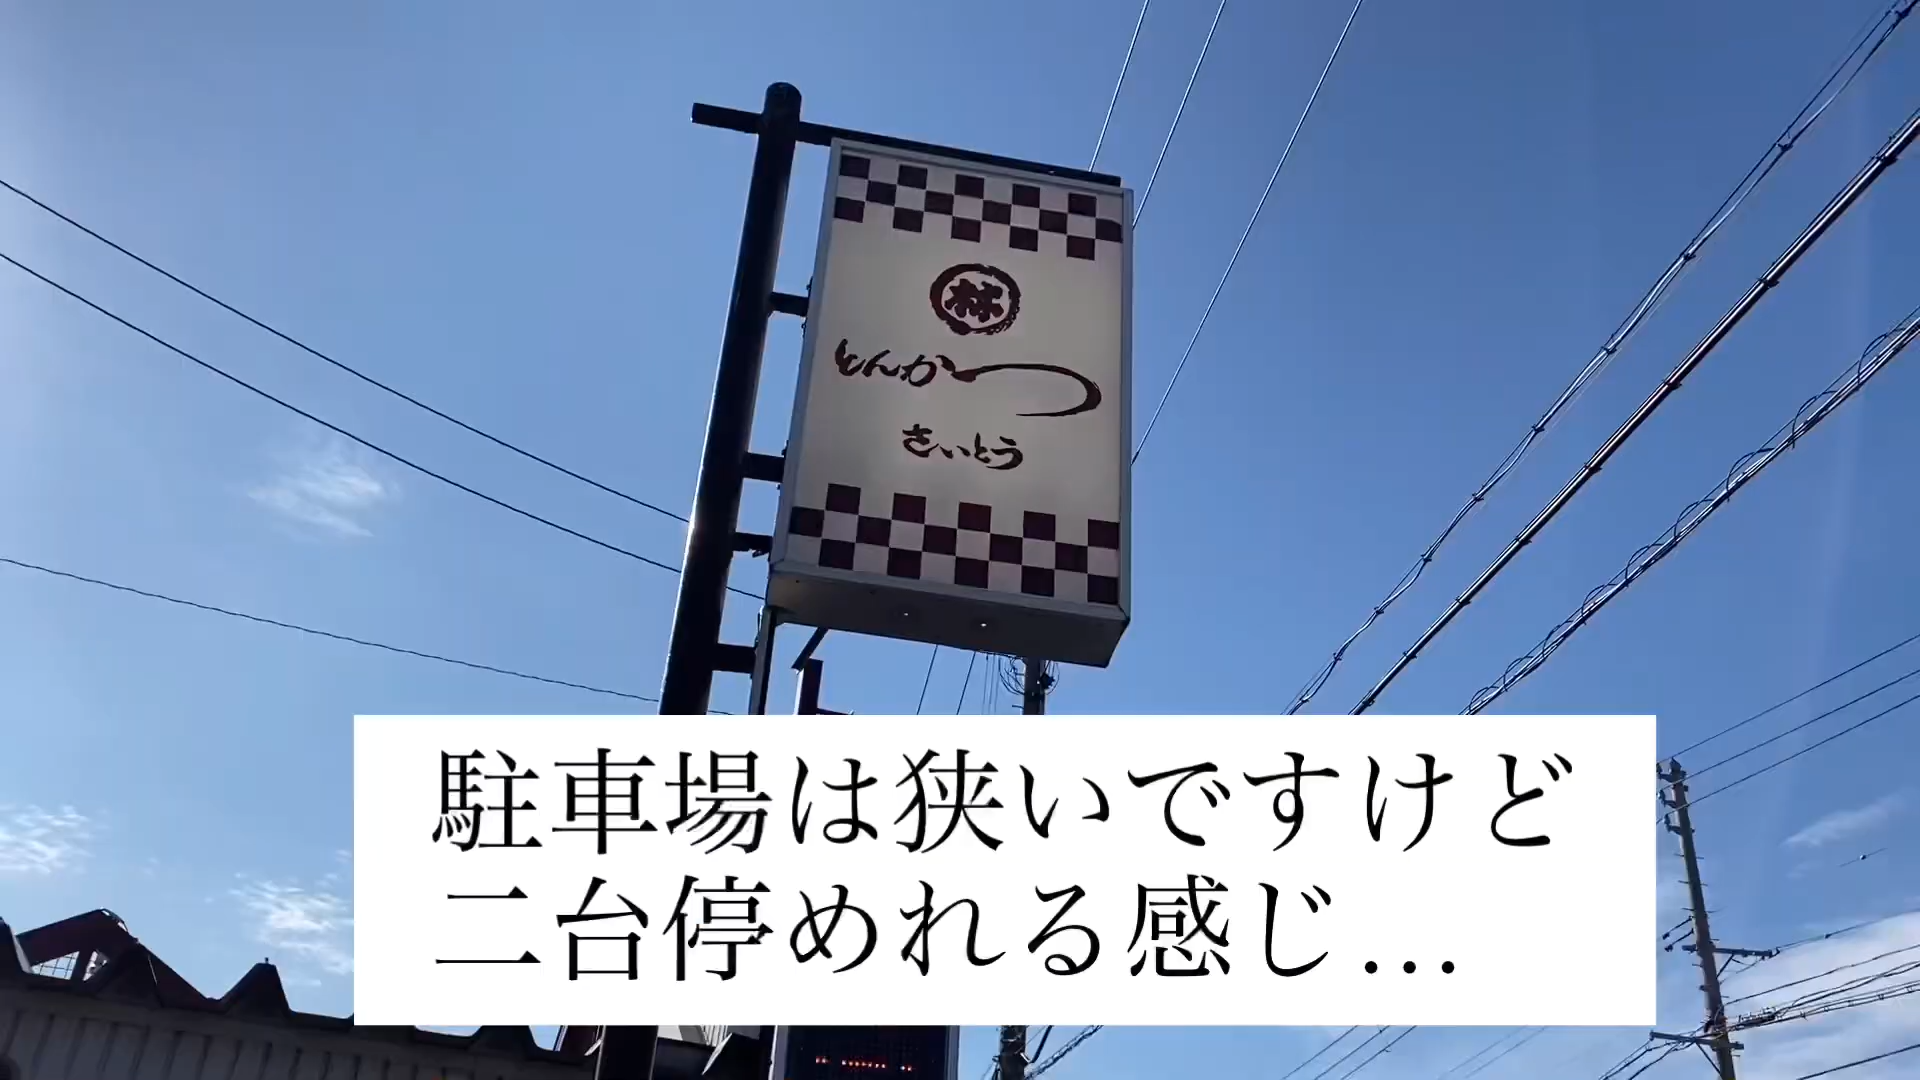 とんかつ
さいとう
駐車場は狭いですけど
二台停めれる感じ…